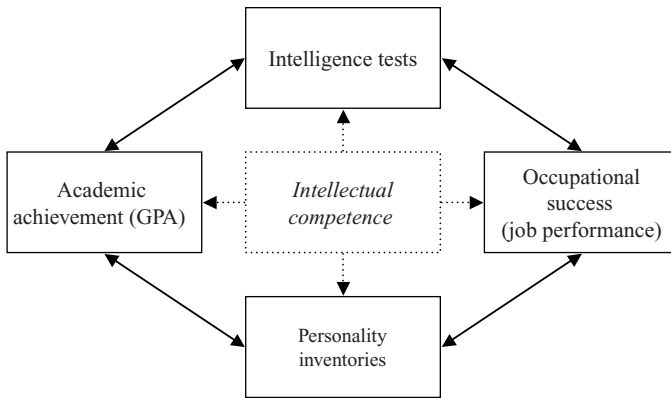 Intelligence tests
Academic
achievement (GPA)
Intellectual
competence
Occupational
success
(job performance)
Personality
inventories